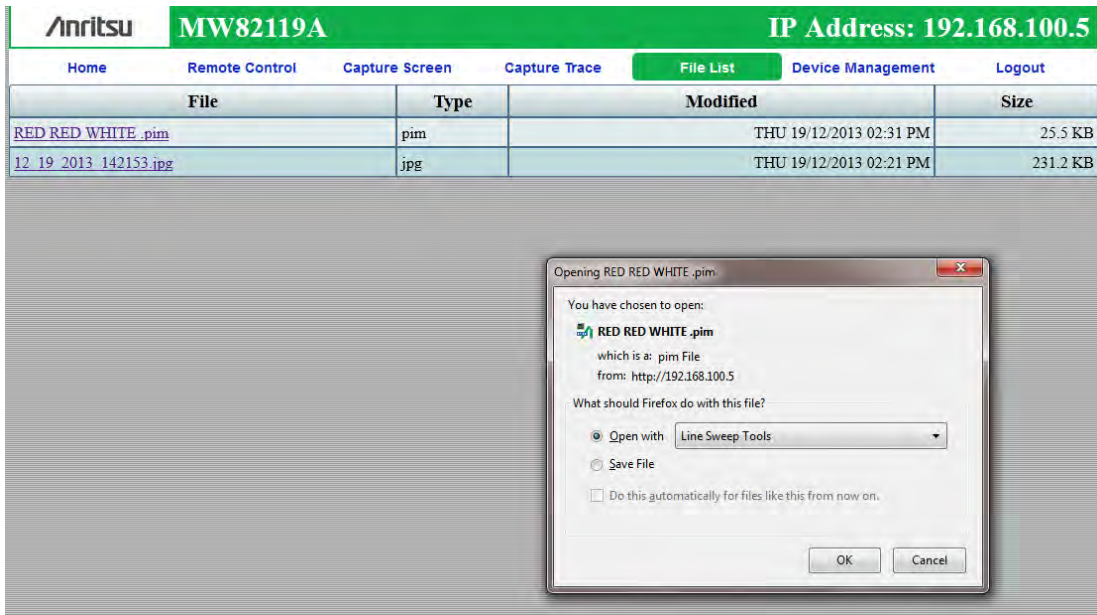 Anritsu MW82119A IP Address: 192.168.100.5
Home Remote Control Capture Screen Capture Trace File List Device Management Logout
File Type Modified Size
RED RED WHITE .pim pim THU 19/12/2013 02:31 PM 25.5 KB
12_19_2013_142153.jpg jpg THU 19/12/2013 02:21 PM 231.2 KB
Opening RED RED WHITE .pim
You have chosen to open:
RED RED WHITE .pim
which is a: pim File
from: http://192.168.100.5
What should Firefox do with this file?
Open with Line Sweep Tools
Save File
Do this automatically for files like this from now on.
OK Cancel